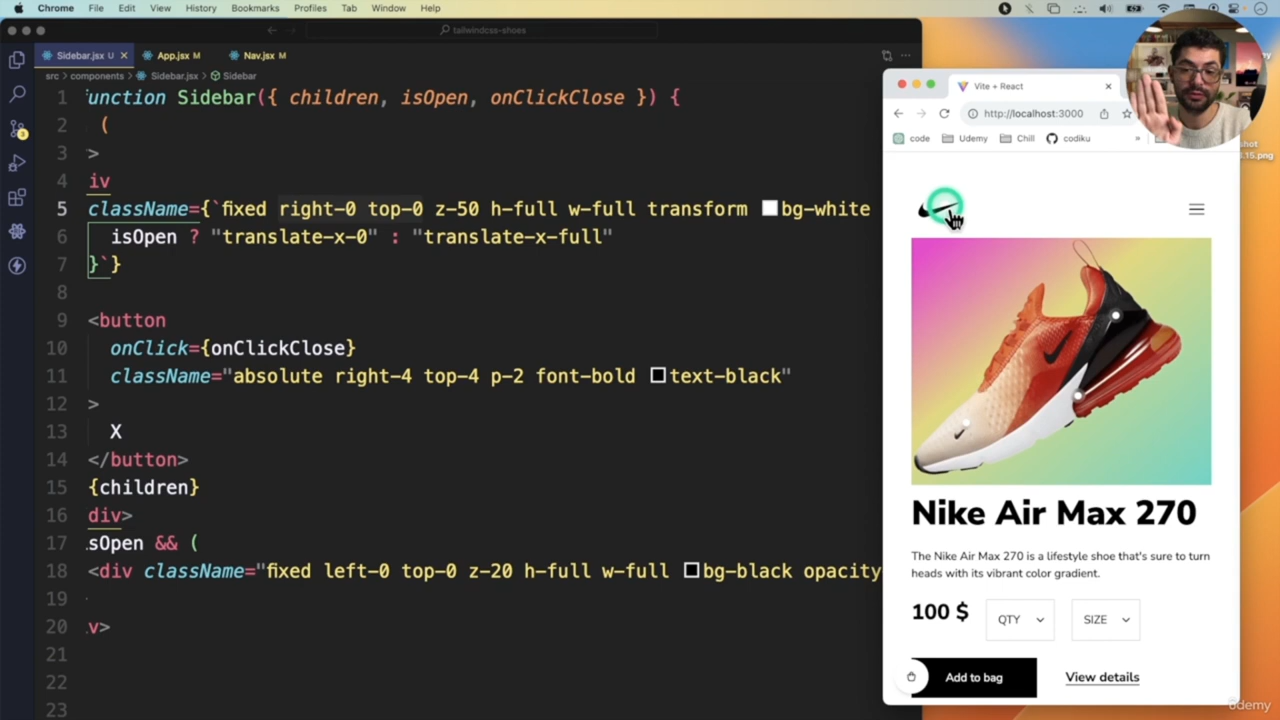 Chrome File Edit View History Bookmarks Profiles Tab Window Help
tailwindcss-shoes
Sidebar.jsx U App.jsx M Nav.jsx M
src > components > Sidebar.jsx > Sidebar
1 unction Sidebar({ children, isOpen, onClickClose }) {
2 (
3 >
4 iv
5 className={`fixed right-0 top-0 z-50 h-full w-full transform bg-white
6 isOpen ? "translate-x-0" : "translate-x-full"
7 }`}
8
9 <button
10 onClick={onClickClose}
11 className="absolute right-4 top-4 p-2 font-bold text-black"
12 >
13 X
14 </button>
15 {children}
16 div>
17 sOpen && (
18 <div className="fixed left-0 top-0 z-20 h-full w-full bg-black opacity
19
20 v>
21
22
23
Vite + React
http://localhost:3000
code Udemy Chill codiku »
Nike Air Max 270
The Nike Air Max 270 is a lifestyle shoe that's sure to turn
heads with its vibrant color gradient.
100 $ QTY SIZE
Add to bag View details
shot
.15.png
ûdemy